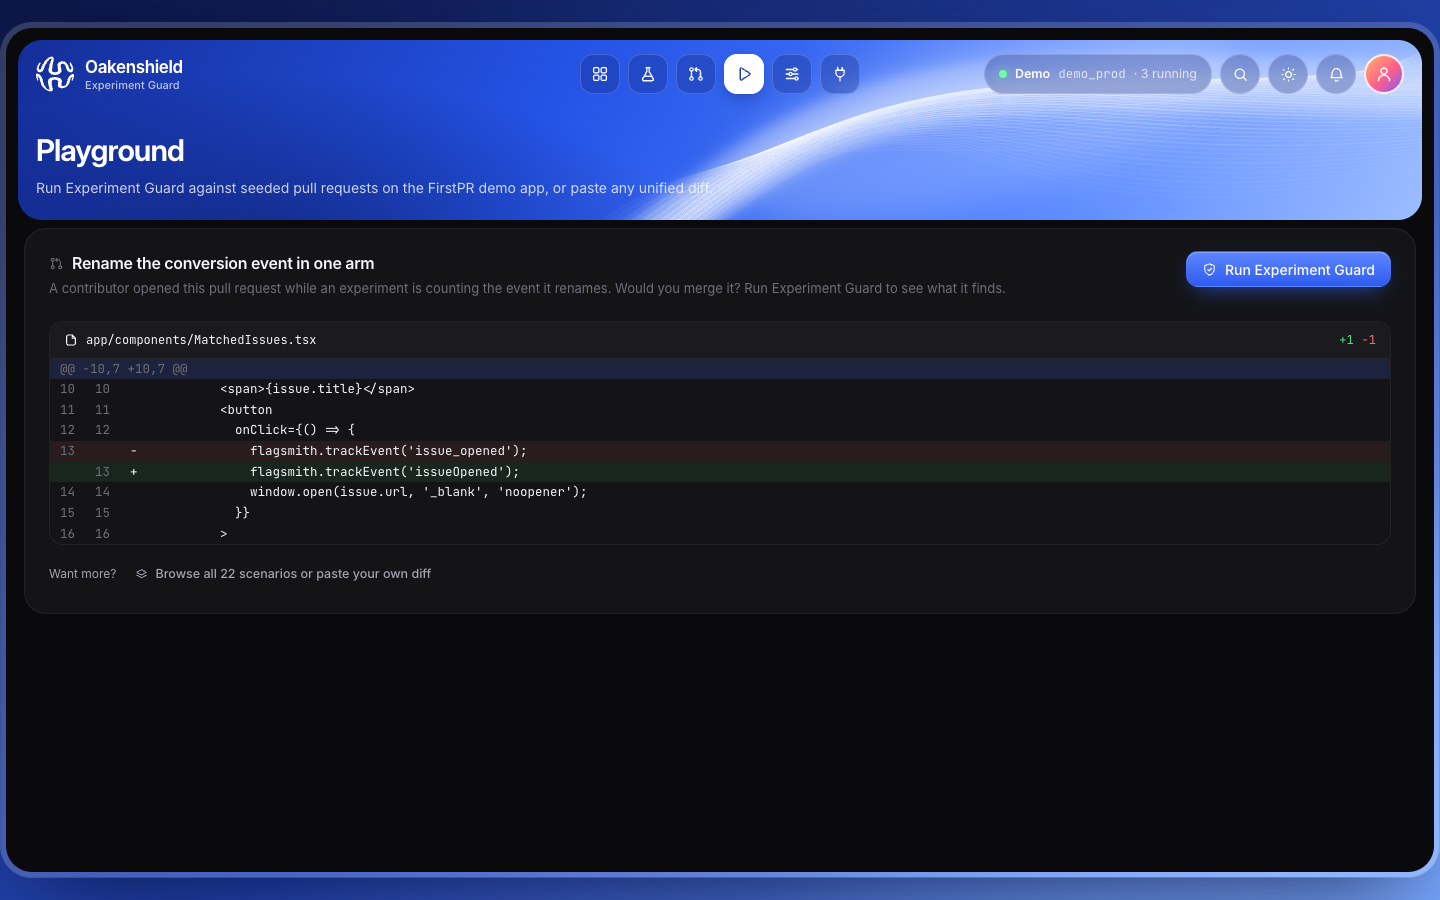 Oakenshield
Experiment Guard
Demo demo_prod · 3 running
Playground
Run Experiment Guard against seeded pull requests on the FirstPR demo app, or paste any unified diff.
Rename the conversion event in one arm
Run Experiment Guard
A contributor opened this pull request while an experiment is counting the event it renames. Would you merge it? Run Experiment Guard to see what it finds.
app/components/MatchedIssues.tsx +1 -1
@@ -10,7 +10,7 @@
10 10 <span>{issue.title}</span>
11 11 <button
12 12 onClick={() => {
13 - flagsmith.trackEvent('issue_opened');
13 + flagsmith.trackEvent('issueOpened');
14 14 window.open(issue.url, '_blank', 'noopener');
15 15 }}
16 16 >
Want more? Browse all 22 scenarios or paste your own diff